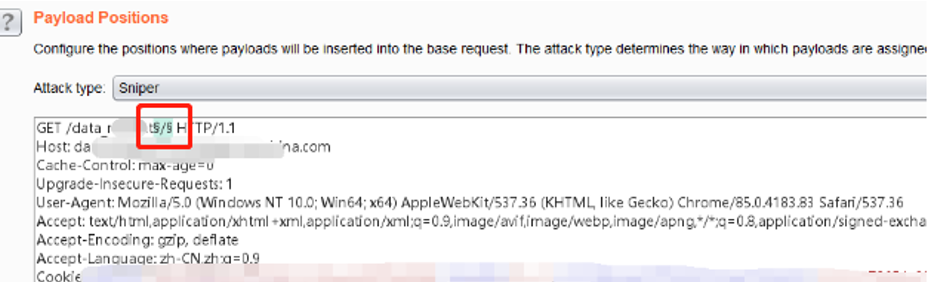 ?
Payload Positions
Configure the positions where payloads will be inserted into the base request. The attack type determines the way in which payloads are assigne
Attack type: Sniper
GET /data_ t§/§ HTTP/1.1
Host: da ina.com
Cache-Control: max-age=0
Upgrade-Insecure-Requests: 1
User-Agent: Mozilla/5.0 (Windows NT 10.0; Win64; x64) AppleWebKit/537.36 (KHTML, like Gecko) Chrome/85.0.4183.83 Safari/537.36
Accept: text/html,application/xhtml+xml,application/xml;q=0.9,image/avif,image/webp,image/apng,*/*;q=0.8,application/signed-excha
Accept-Encoding: gzip, deflate
Accept-Language: zh-CN,zh;q=0.9
Cookie